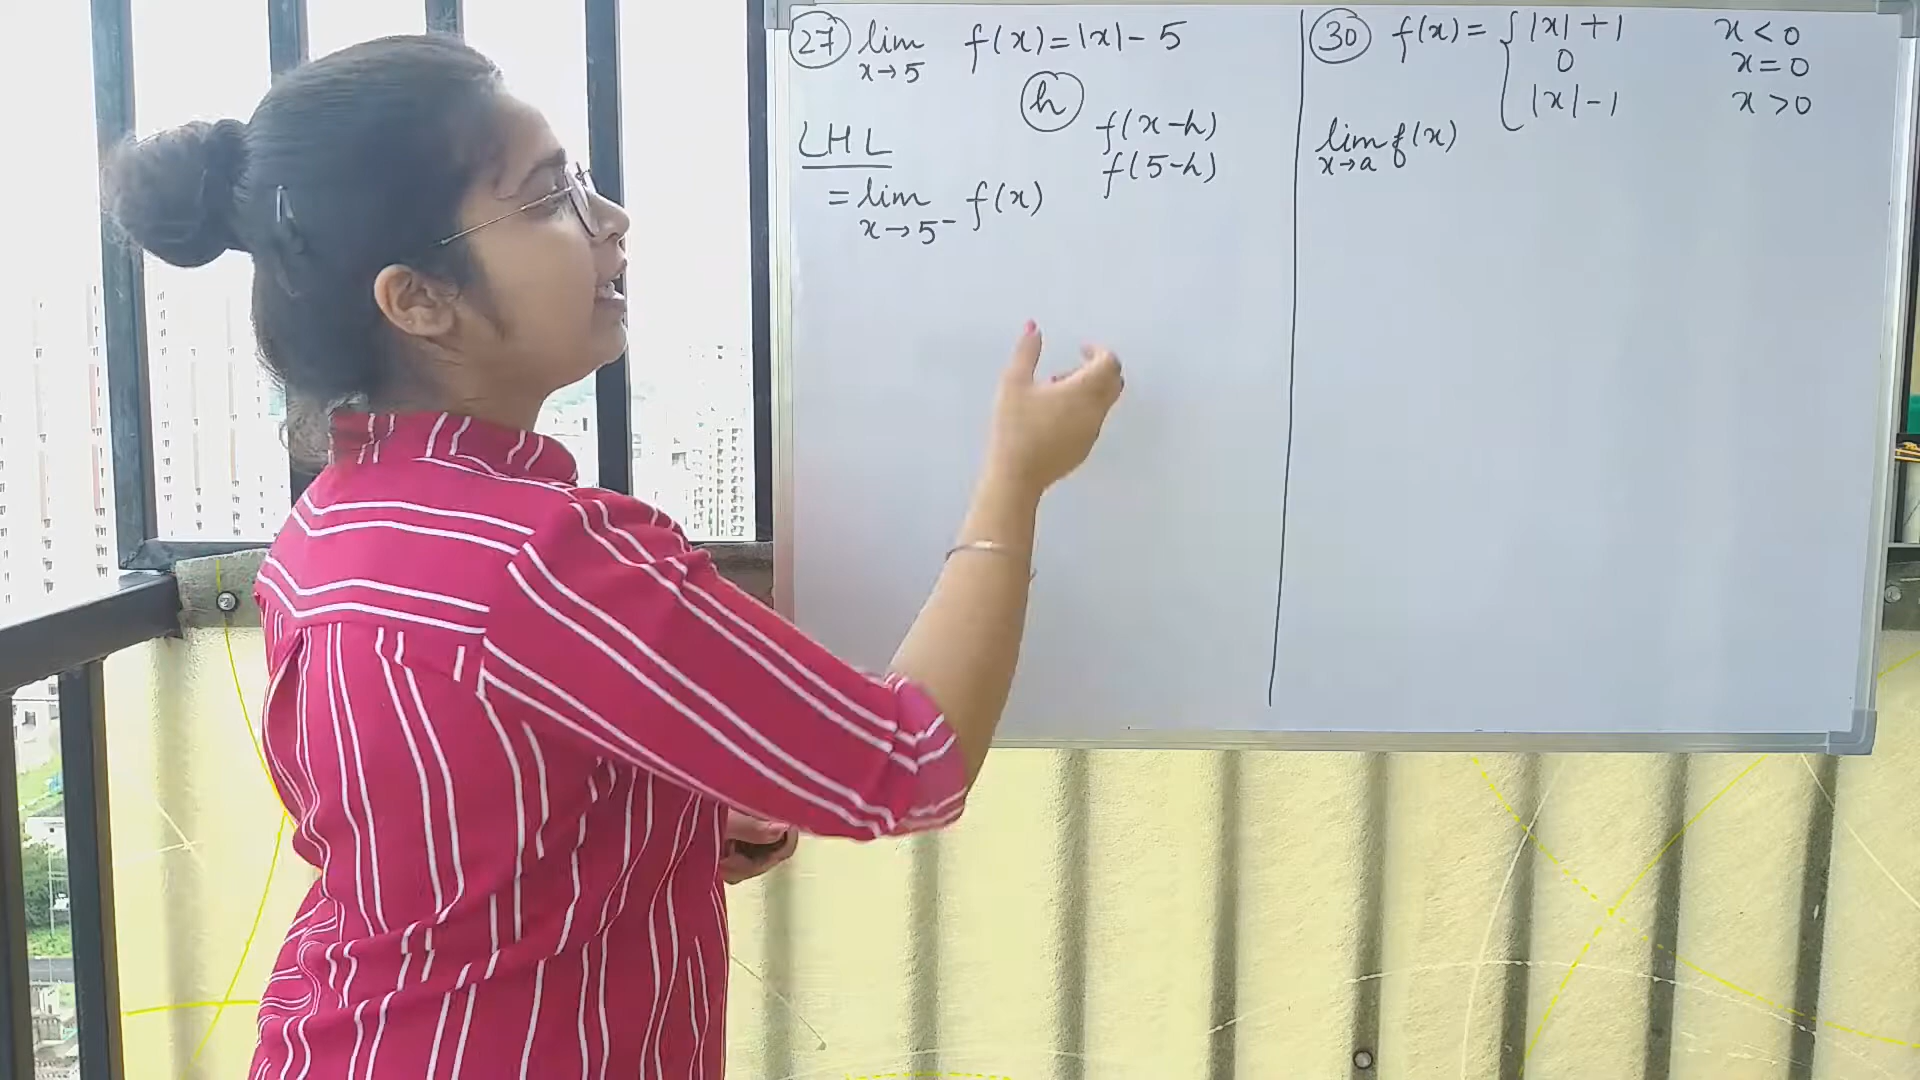 27 lim f(x) = |x| - 5
x→5
h
f(x-h)
LHL
f(5-h)
= lim f(x)
x→5⁻
30 f(x) = { |x| + 1 x < 0
0 x = 0
|x| - 1 x > 0
lim f(x)
x→a